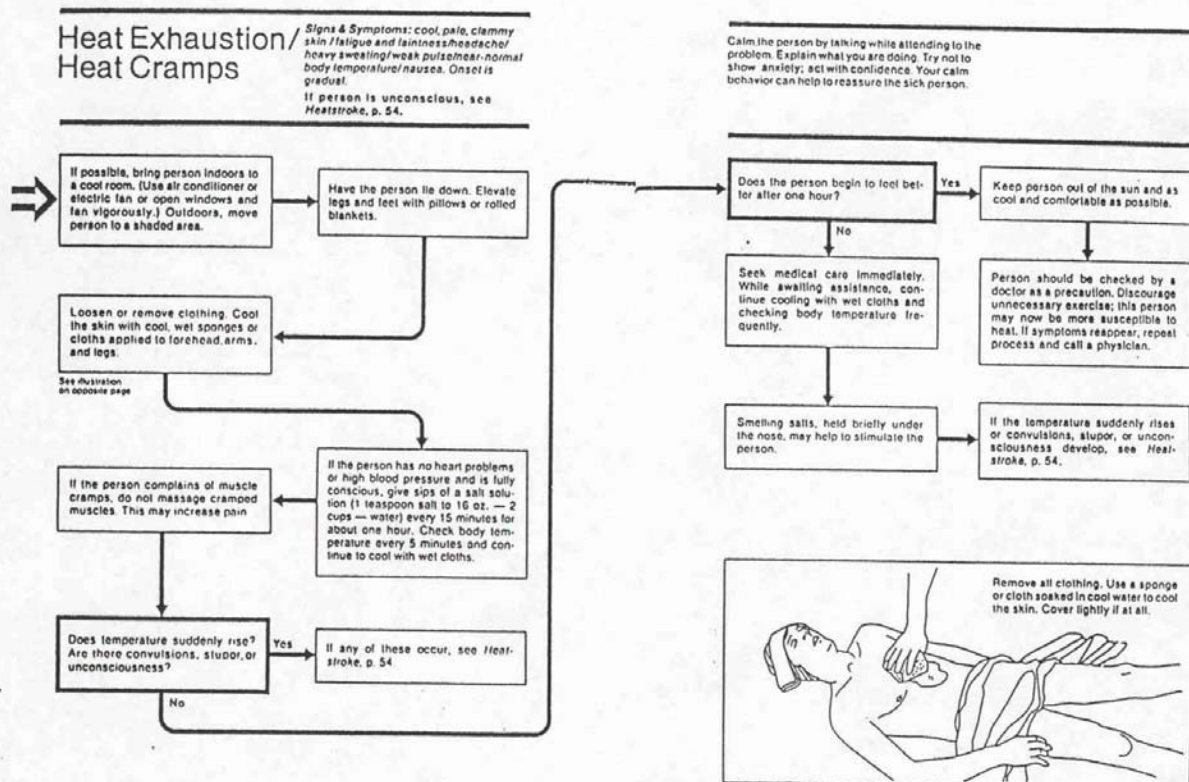 Heat Exhaustion/
Heat Cramps
Signs & Symptoms: cool, pale, clammy
skin/fatigue and faintness/headache/
heavy sweating/weak pulse/near-normal
body temperature/nausea. Onset is
gradual.
If person is unconscious, see
Heatstroke, p. 54.
If possible, bring person indoors to
a cool room. (Use air conditioner or
electric fan or open windows and
fan vigorously.) Outdoors, move
person to a shaded area.
Have the person lie down. Elevate
legs and feet with pillows or rolled
blankets.
Loosen or remove clothing. Cool
the skin with cool, wet sponges or
cloths applied to forehead, arms,
and legs.
See illustration
on opposite page
If the person has no heart problems
or high blood pressure and is fully
conscious, give sips of a salt solu-
tion (1 teaspoon salt to 16 oz. — 2
cups — water) every 15 minutes for
about one hour. Check body tem-
perature every 5 minutes and con-
tinue to cool with wet cloths.
If the person complains of muscle
cramps, do not massage cramped
muscles. This may increase pain
Does temperature suddenly rise?
Are there convulsions, stupor, or
unconsciousness?
Yes
If any of these occur, see Heat-
stroke, p. 54
No
Calm the person by talking while attending to the
problem. Explain what you are doing. Try not to
show anxiety; act with confidence. Your calm
behavior can help to reassure the sick person.
Does the person begin to feel bet-
ter after one hour?
Yes
Keep person out of the sun and as
cool and comfortable as possible.
No
Seek medical care immediately.
While awaiting assistance, con-
tinue cooling with wet cloths and
checking body temperature fre-
quently.
Person should be checked by a
doctor as a precaution. Discourage
unnecessary exercise; this person
may now be more susceptible to
heat. If symptoms reappear, repeat
process and call a physician.
Smelling salts, held briefly under
the nose, may help to stimulate the
person.
If the temperature suddenly rises
or convulsions, stupor, or uncon-
sciousness develop, see Heat-
stroke, p. 54.
Remove all clothing. Use a sponge
or cloth soaked in cool water to cool
the skin. Cover lightly if at all.